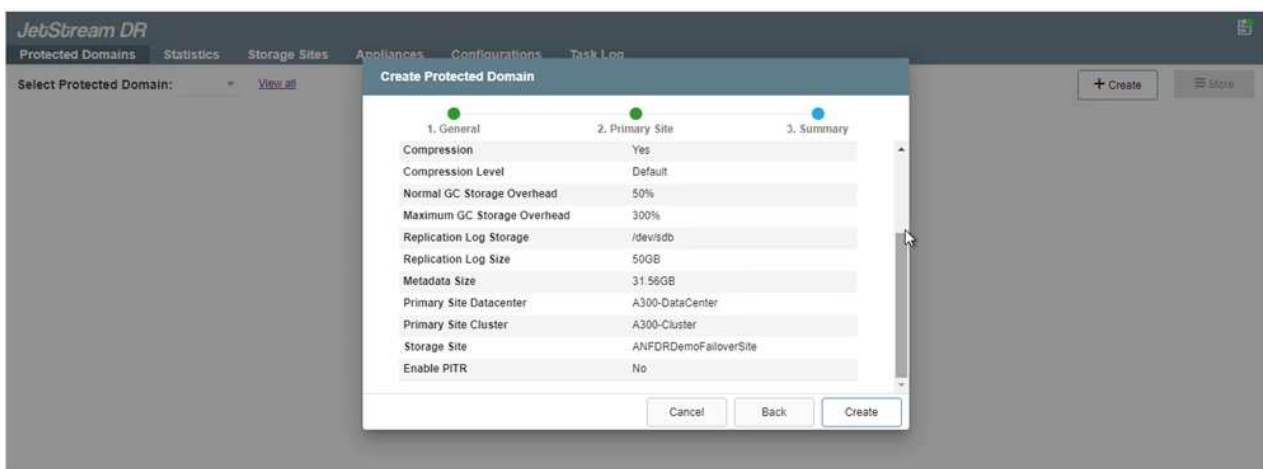 JetStream DR
Protected Domains Statistics Storage Sites Appliances Configurations Task Log
Select Protected Domain: View all + Create More
Create Protected Domain
1. General 2. Primary Site 3. Summary
Compression Yes
Compression Level Default
Normal GC Storage Overhead 50%
Maximum GC Storage Overhead 300%
Replication Log Storage /dev/sdb
Replication Log Size 50GB
Metadata Size 31.56GB
Primary Site Datacenter A300-DataCenter
Primary Site Cluster A300-Cluster
Storage Site ANFDRDemoFailoverSite
Enable PITR No
Cancel Back Create